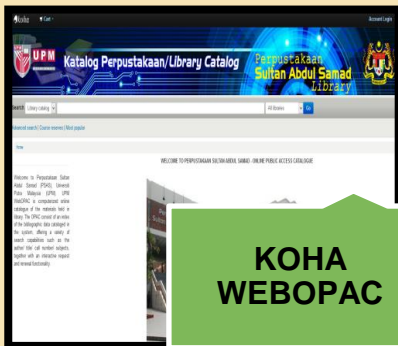 koha
Cart
Account Login
UPM
Katalog Perpustakaan/Library Catalog
Perpustakaan
Sultan Abdul Samad
Library
Search
Library catalog
All libraries
Go
Advanced search | Course reserves | Most popular
Home
WELCOME TO PERPUSTAKAAN SULTAN ABDUL SAMAD - ONLINE PUBLIC ACCESS CATALOGUE
Welcome to Perpustakaan Sultan
Abdul Samad (PSAS), Universiti
Putra Malaysia (UPM). UPM
WebOPAC is computerized online
catalogue of the materials held in
library. The OPAC consist of an index
of the bibliographic data cataloged in
the system, offering a variety of
search capabilities such as the
author/ title/ call number/ subjects,
together with an interactive request
and renewal functionality.
KOHA
WEBOPAC